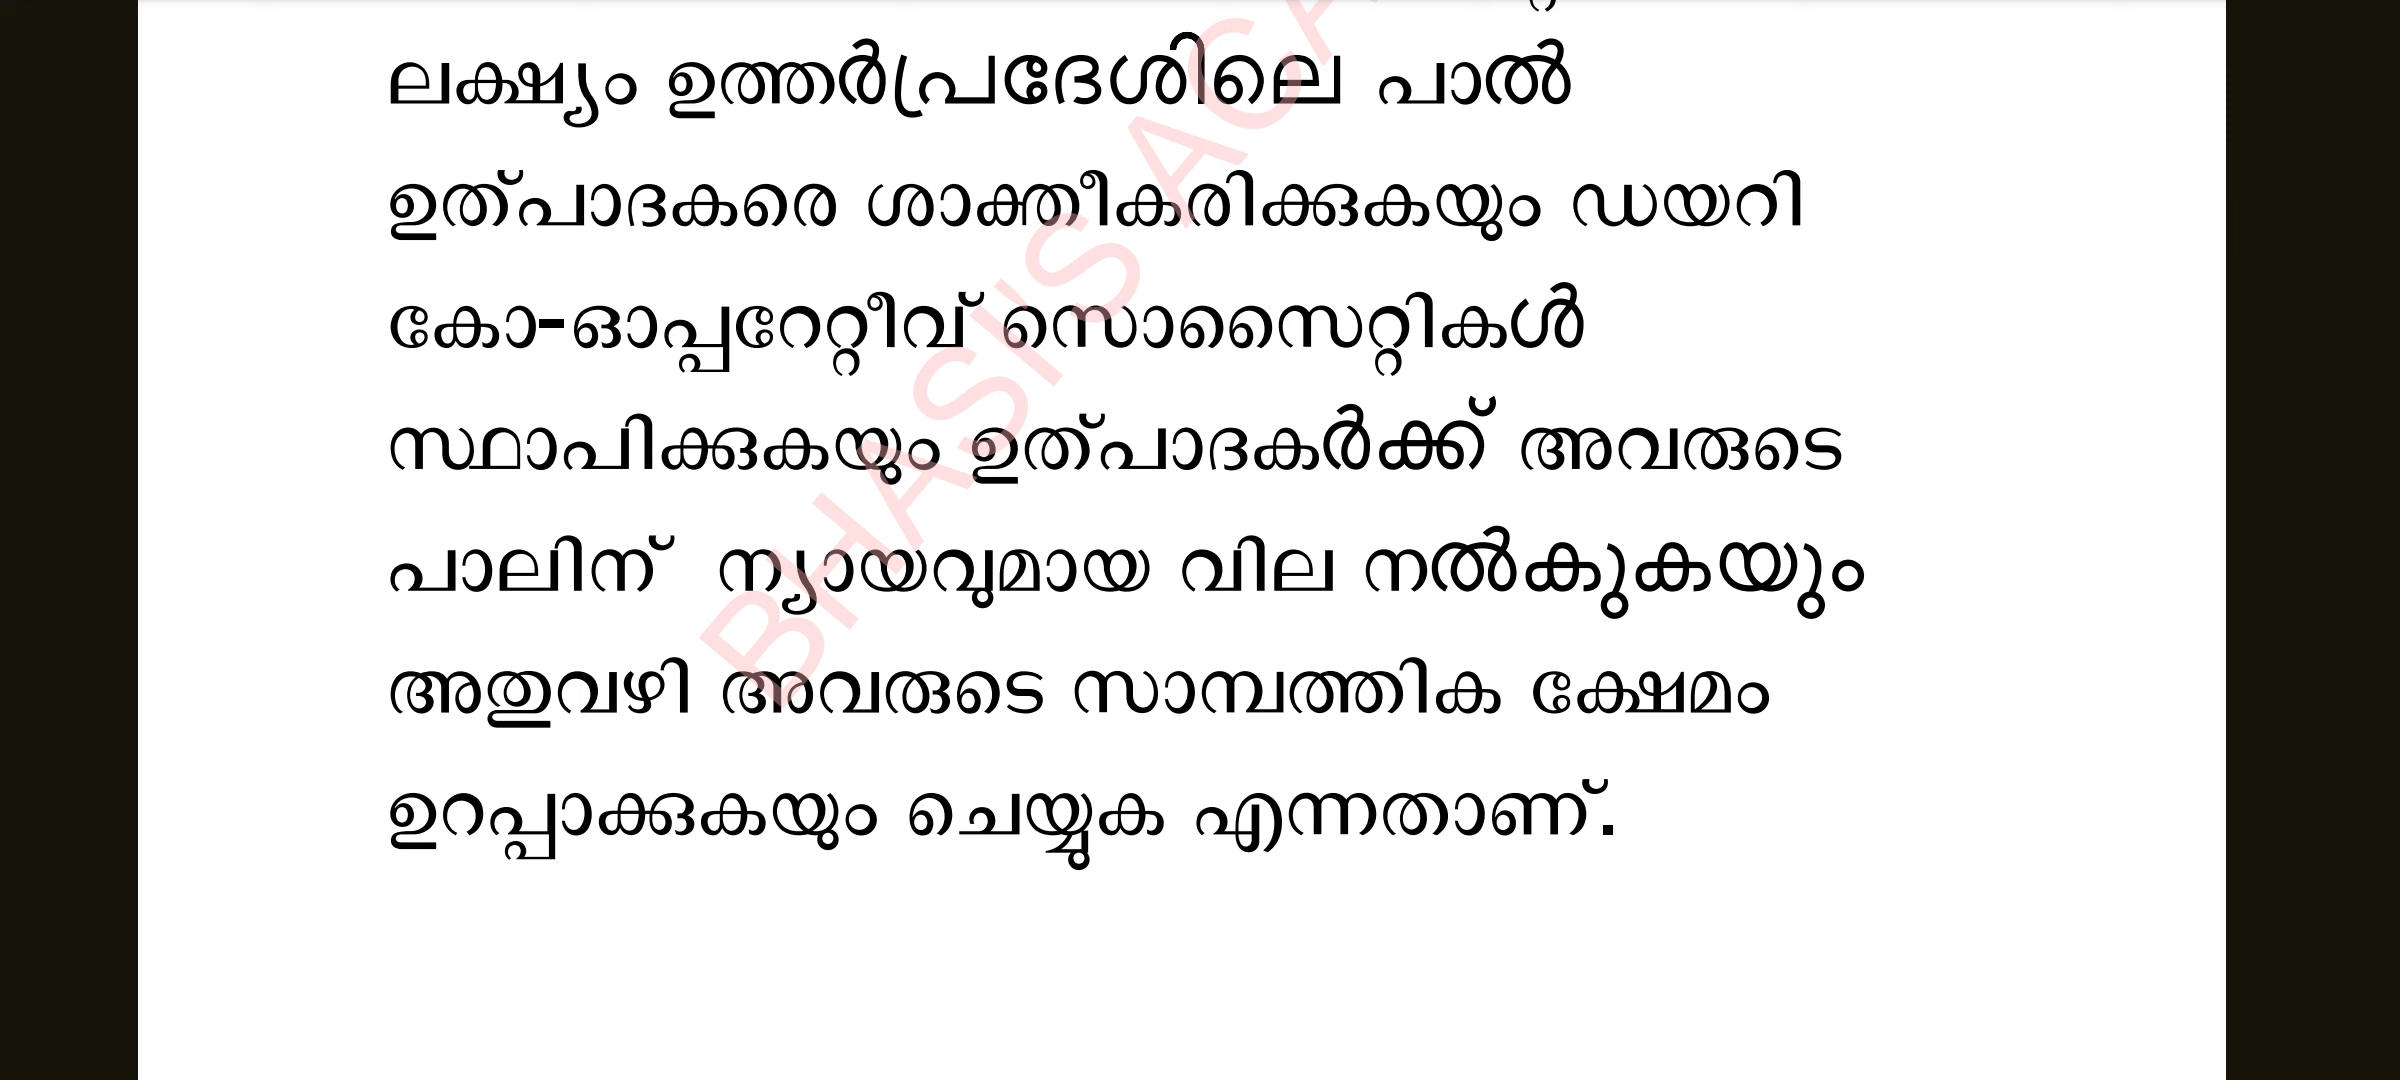 ലക്ഷ്യം ഉത്തർപ്രദേശിലെ പാൽ
ഉത്പാദകരെ ശാക്തീകരിക്കുകയും ഡയറി
കോ-ഓപ്പറേറ്റീവ് സൊസൈറ്റികൾ
സ്ഥാപിക്കുകയും ഉത്പാദകർക്ക് അവരുടെ
പാലിന് ന്യായവുമായ വില നൽകുകയും
അതുവഴി അവരുടെ സാമ്പത്തിക ക്ഷേമം
ഉറപ്പാക്കുകയും ചെയ്യുക എന്നതാണ്.
BHASI'S